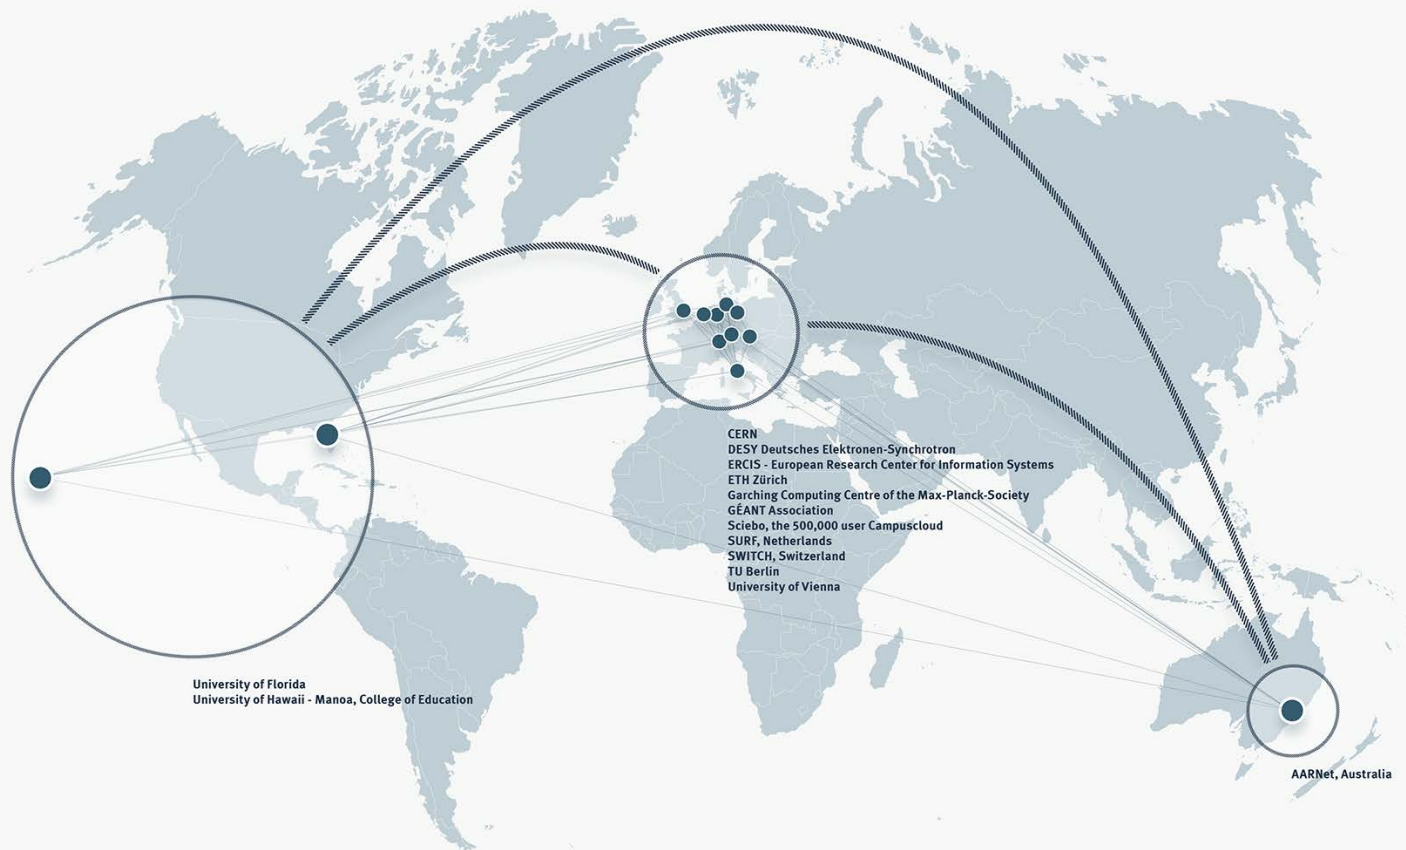 CERN
DESY Deutsches Elektronen-Synchrotron
ERCIS - European Research Center for Information Systems
ETH Zürich
Garching Computing Centre of the Max-Planck-Society
GÉANT Association
Sciebo, the 500,000 user Campuscloud
SURF, Netherlands
SWITCH, Switzerland
TU Berlin
University of Vienna
University of Florida
University of Hawaii - Manoa, College of Education
AARNet, Australia